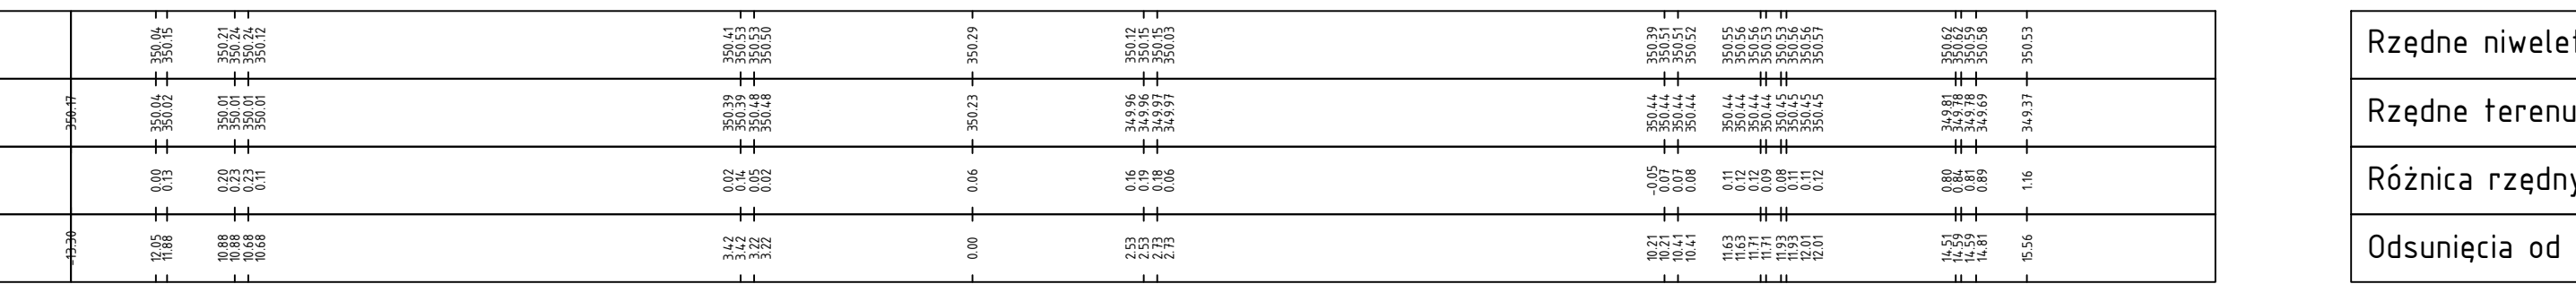 350.04 350.15 350.21 350.24 350.24 350.12 350.41 350.53 350.53 350.50 350.29 350.12 350.15 350.15 350.03 350.39 350.51 350.51 350.52 350.55 350.56 350.56 350.53 350.53 350.56 350.56 350.57 350.62 350.62 350.59 350.58 350.53 Rzędne niwelet
350.17 350.04 350.02 350.01 350.01 350.01 350.01 350.39 350.39 350.48 350.48 350.23 349.96 349.96 349.97 349.97 350.44 350.44 350.44 350.44 350.44 350.44 350.44 350.44 350.45 350.45 350.45 350.45 349.81 349.78 349.78 349.69 349.37 Rzędne terenu
0.00 0.13 0.20 0.23 0.23 0.11 0.02 0.14 0.05 0.02 0.06 0.16 0.19 0.18 0.06 -0.05 0.07 0.07 0.08 0.11 0.12 0.12 0.09 0.08 0.11 0.11 0.12 0.80 0.84 0.81 0.89 1.16 Różnica rzędny
-13.30 12.05 11.88 10.88 10.88 10.68 10.68 3.42 3.42 3.22 3.22 0.00 2.53 2.53 2.73 2.73 10.21 10.21 10.41 10.41 11.63 11.63 11.71 11.71 11.93 11.93 12.01 12.01 14.51 14.59 14.59 14.81 15.56 Odsunięcia od